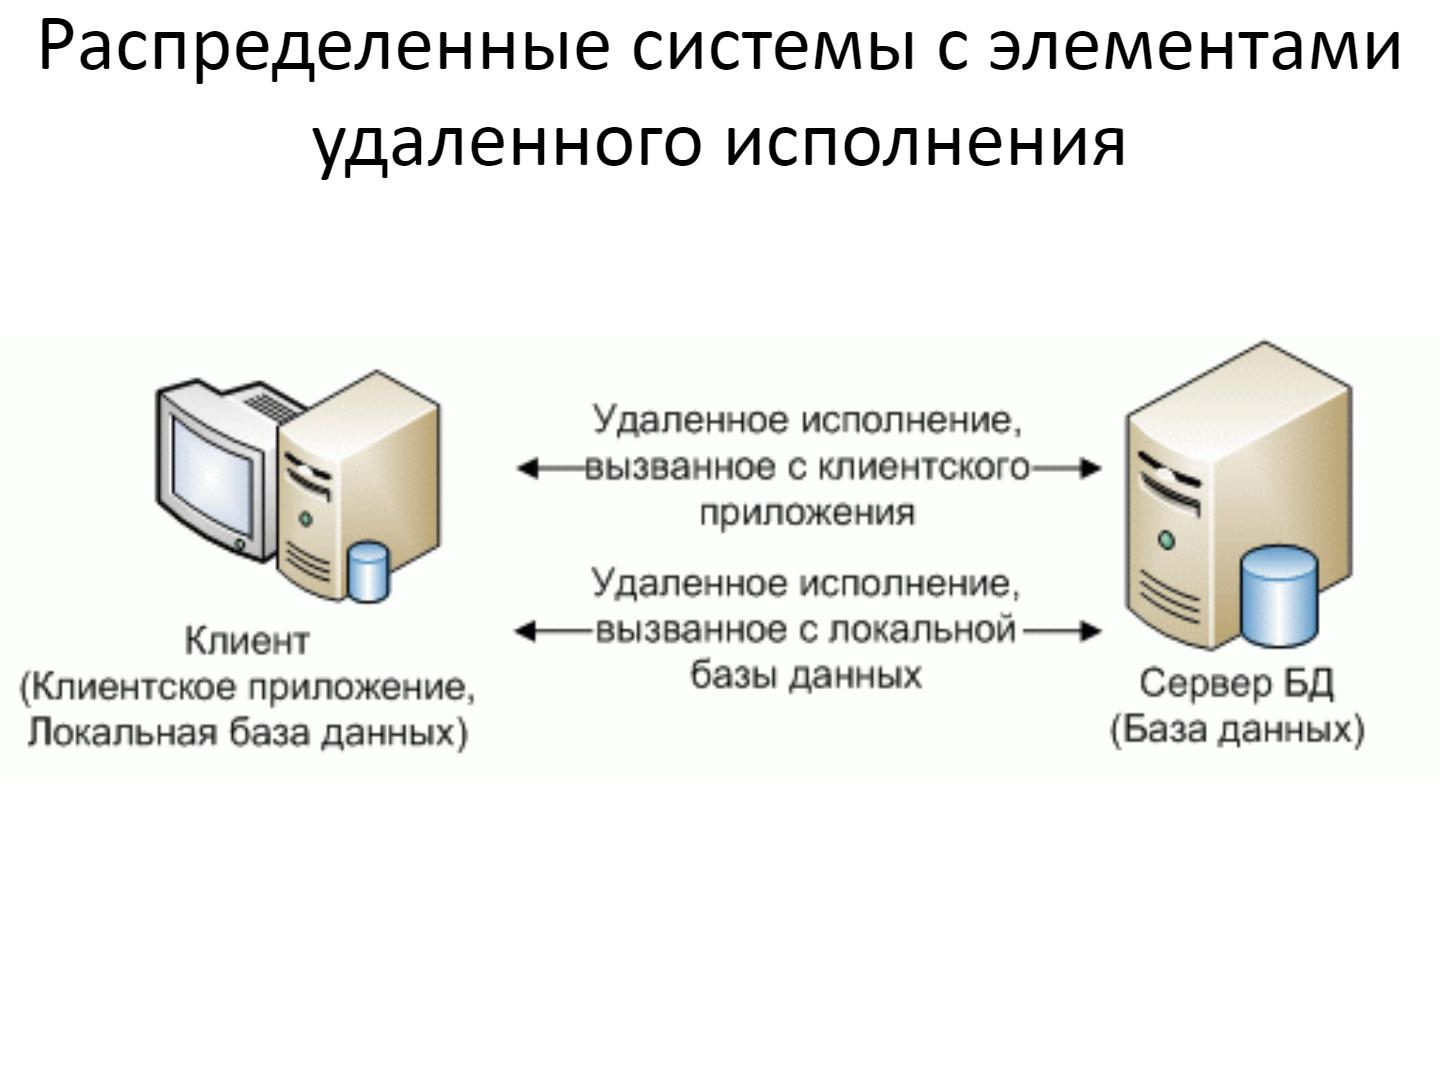 Распределенные системы с элементами
удаленного исполнения
Удаленное исполнение,
вызванное с клиентского
приложения
Удаленное исполнение,
вызванное с локальной
базы данных
Клиент
(Клиентское приложение,
Локальная база данных)
Сервер БД
(База данных)